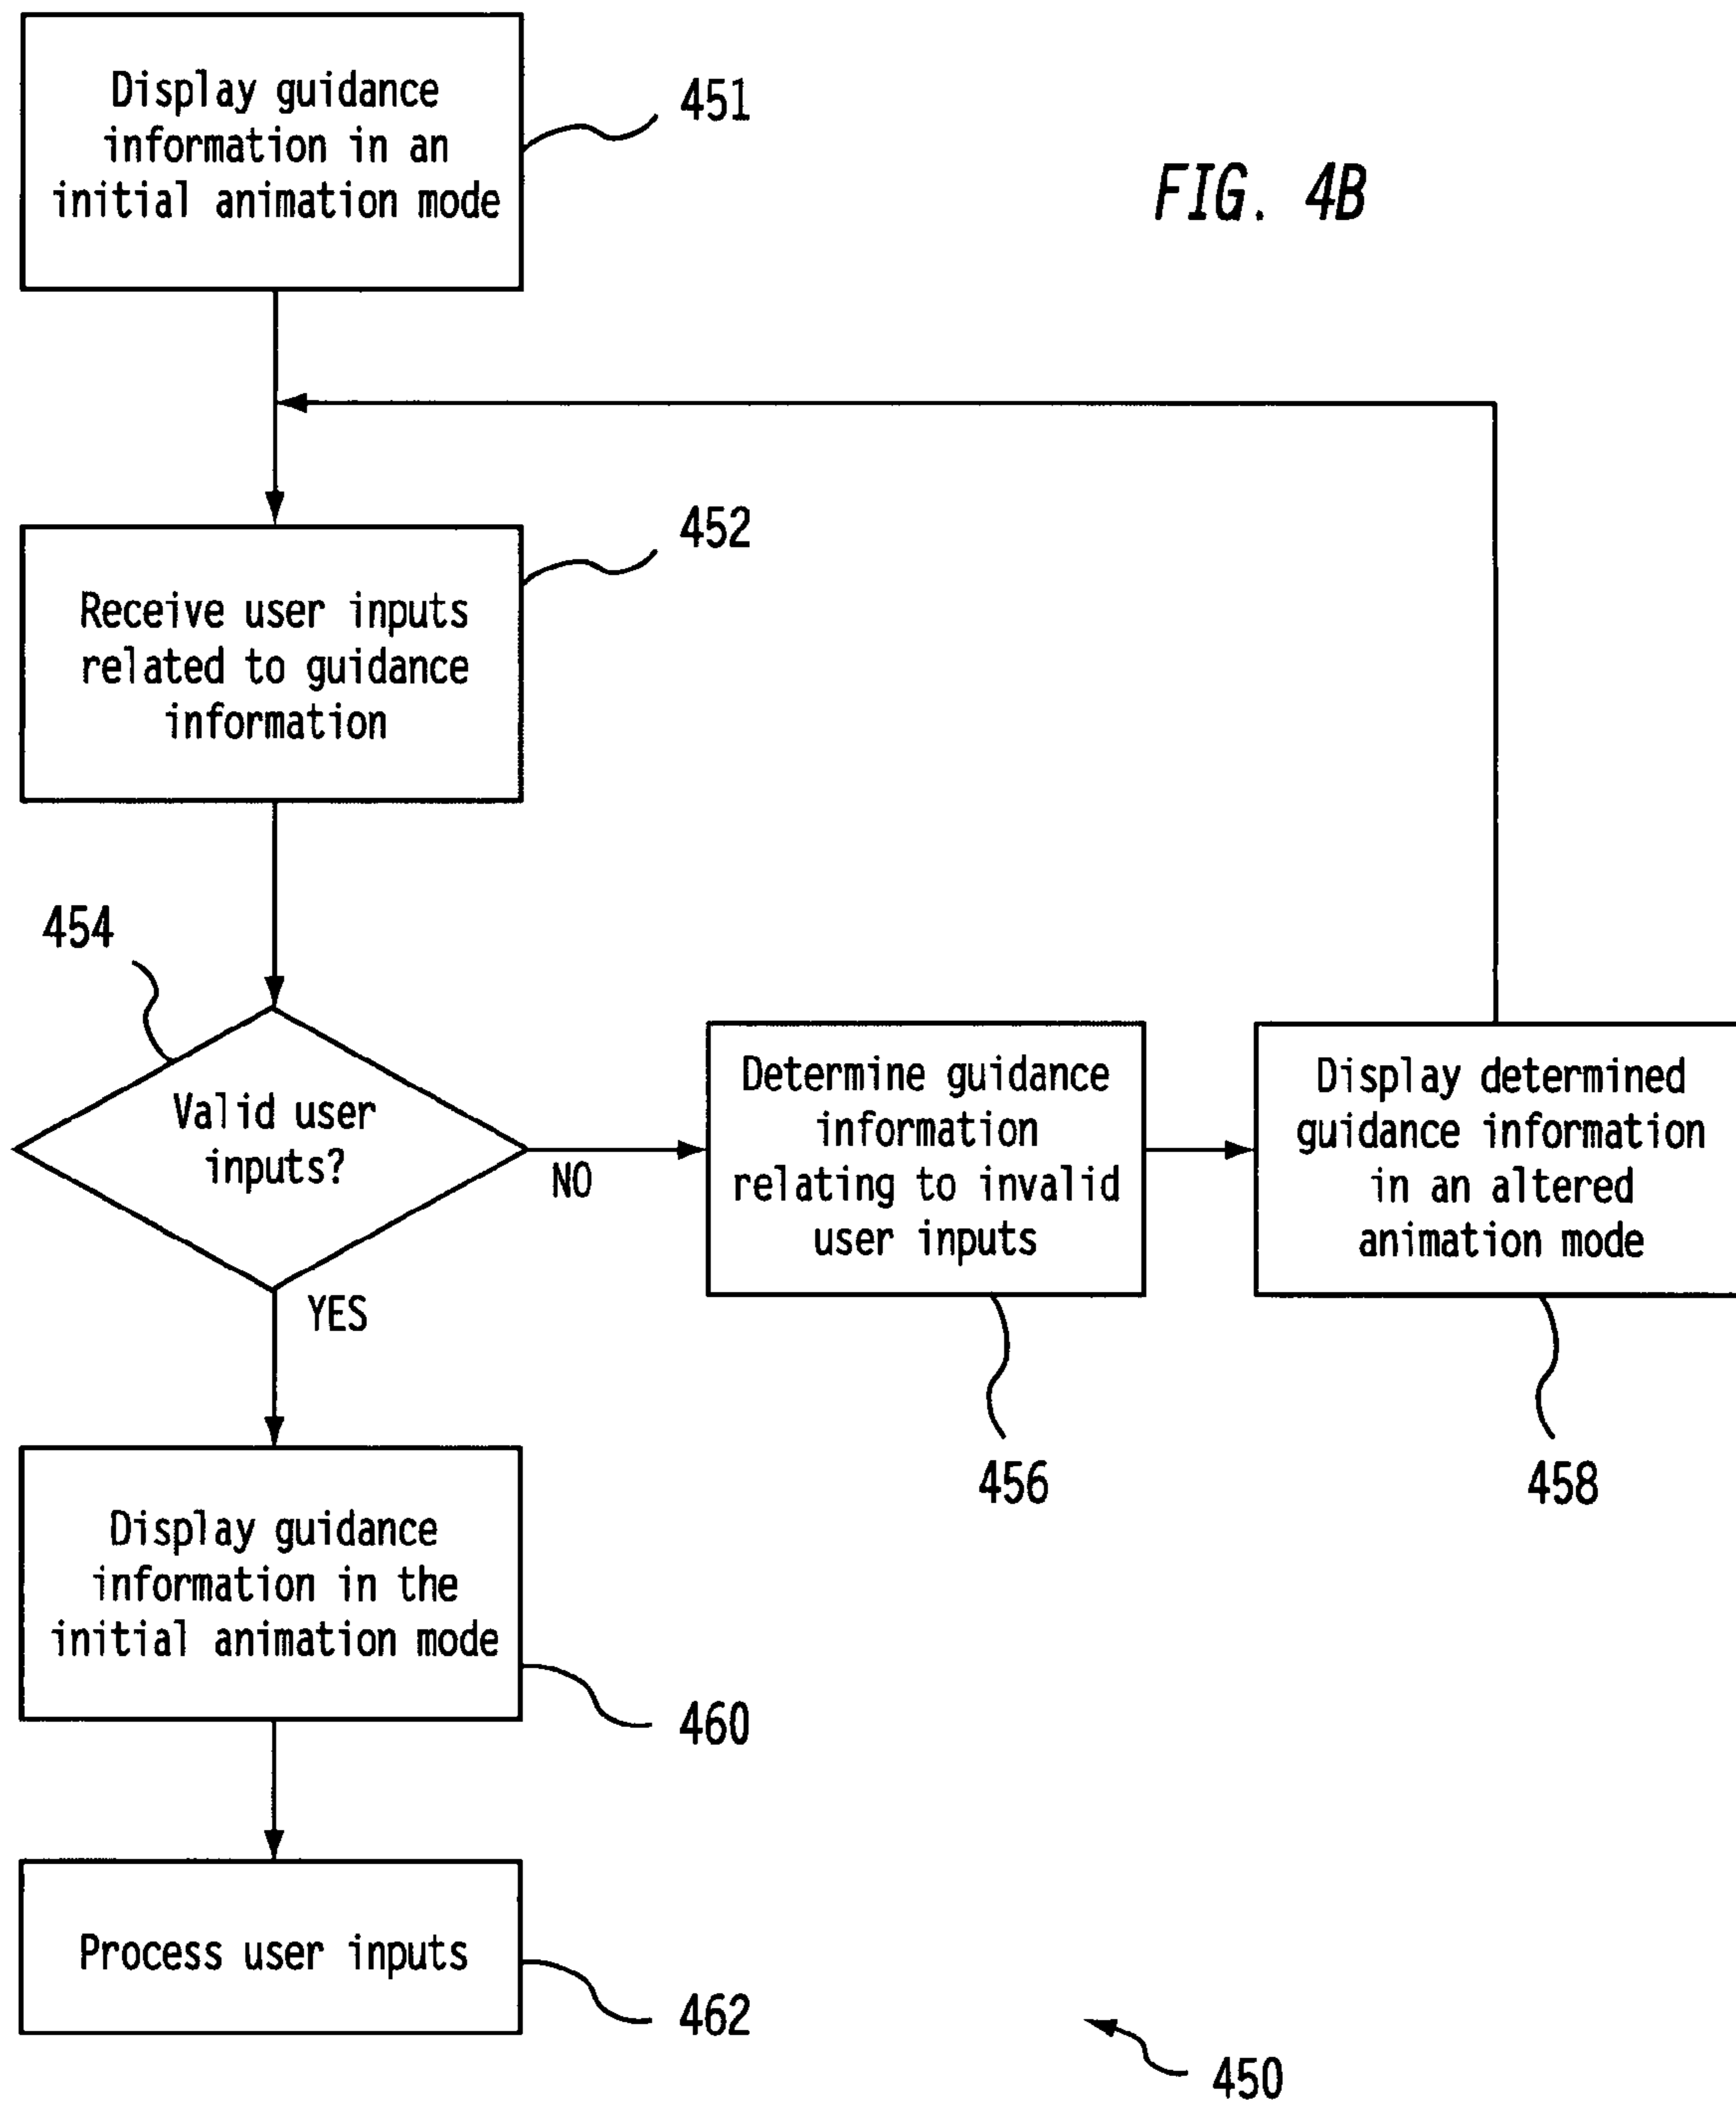 Display guidance
information in an
initial animation mode
451
FIG. 4B
452
Receive user inputs
related to guidance
information
454
Valid user
inputs?
NO
YES
Determine guidance
information
relating to invalid
user inputs
456
Display determined
guidance information
in an altered
animation mode
458
Display guidance
information in the
initial animation mode
460
Process user inputs
462
450